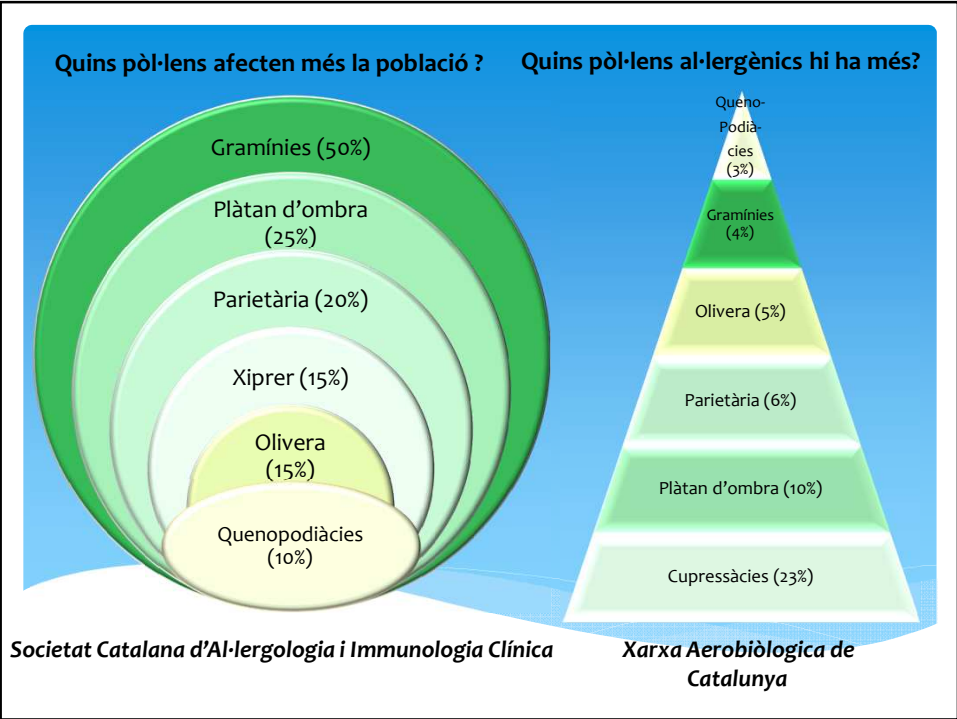 Quins pòl·lens afecten més la població ?
Gramínies (50%)
Plàtan d’ombra
(25%)
Parietària (20%)
Xiprer (15%)
Olivera
(15%)
Quenopodiàcies
(10%)
Societat Catalana d’Al·lergologia i Immunologia Clínica
Quins pòl·lens al·lergènics hi ha més?
Queno-
Podià-
cies
(3%)
Gramínies
(4%)
Olivera (5%)
Parietària (6%)
Plàtan d’ombra (10%)
Cupressàcies (23%)
Xarxa Aerobiòlogica de
Catalunya